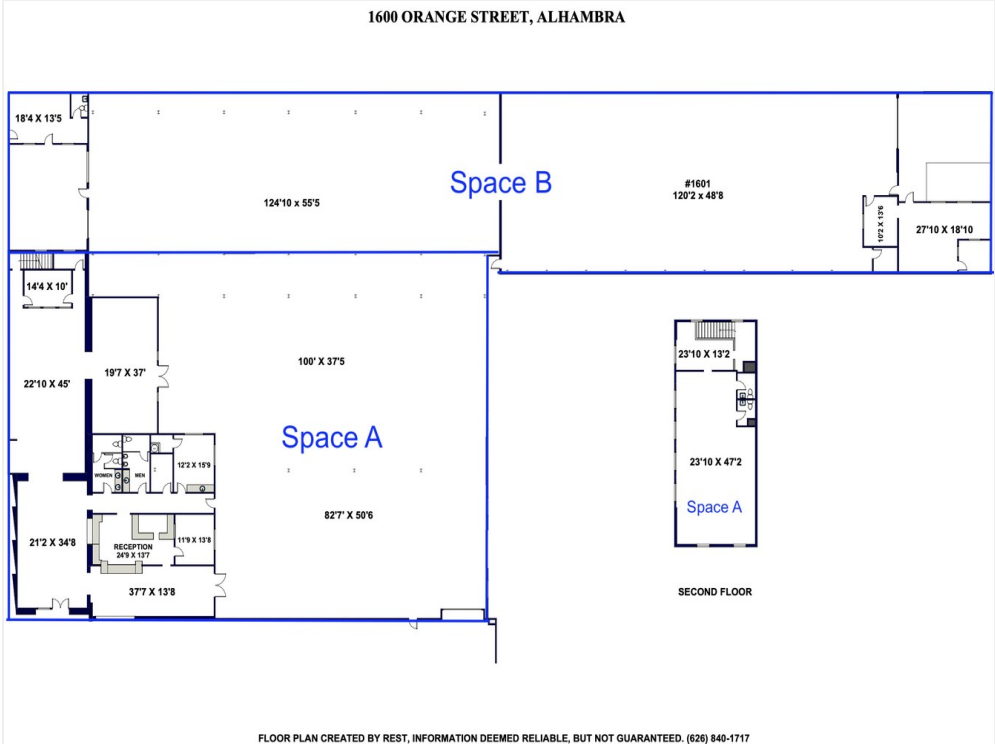 1600 ORANGE STREET, ALHAMBRA
18'4 X 13'5
Space B
124'10 x 55'5
#1601
120'2 x 48'8
10'2 X 13'6
27'10 X 18'10
14'4 X 10'
22'10 X 45'
19'7 X 37'
100' X 37'5
Space A
WOMEN
MEN
12'2 X 15'9
82'7' X 50'6
21'2 X 34'8
RECEPTION
24'9 X 13'7
11'9 X 13'8
37'7 X 13'8
23'10 X 13'2
23'10 X 47'2
Space A
SECOND FLOOR
FLOOR PLAN CREATED BY REST, INFORMATION DEEMED RELIABLE, BUT NOT GUARANTEED. (626) 840-1717